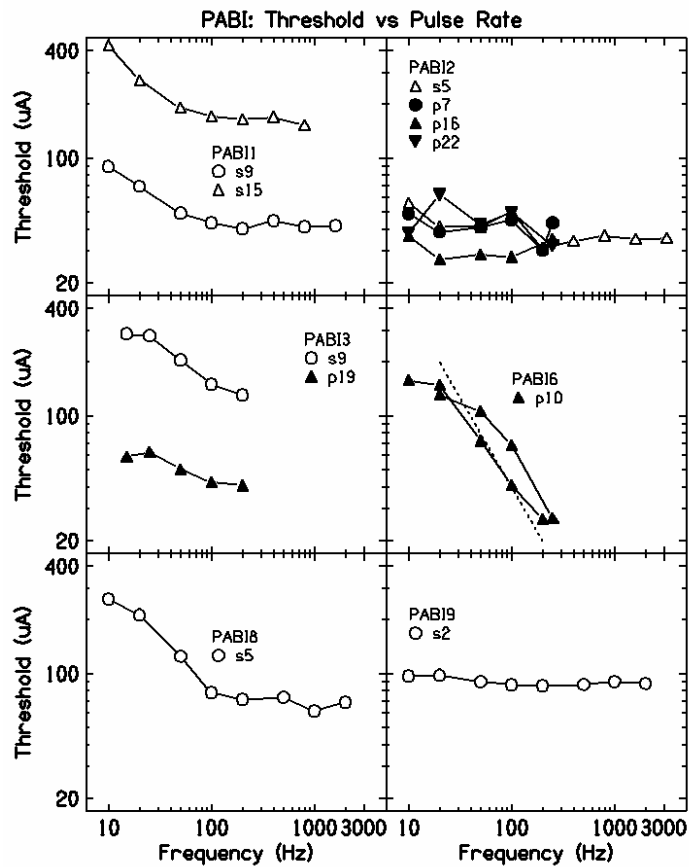 PABI: Threshold vs Pulse Rate
400
100
20
Threshold (uA)
PABI1
s9
s15
PABI2
s5
p7
p16
p22
400
100
20
Threshold (uA)
PABI3
s9
p19
PABI6
p10
400
100
20
Threshold (uA)
PABI8
s5
PABI9
s2
10 100 1000 3000
10 100 1000 3000
Frequency (Hz)
Frequency (Hz)